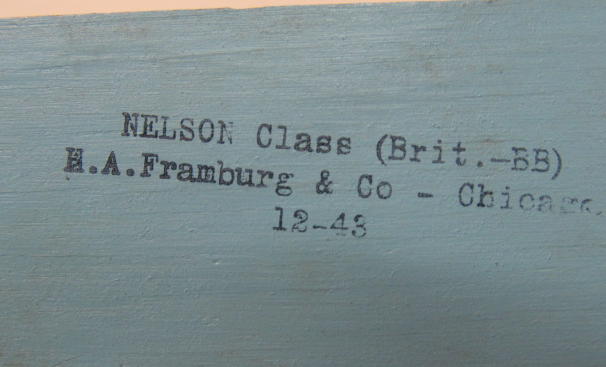 NELSON Class (Brit.-BB)
H.A.Framburg & Co - Chicago
12-43